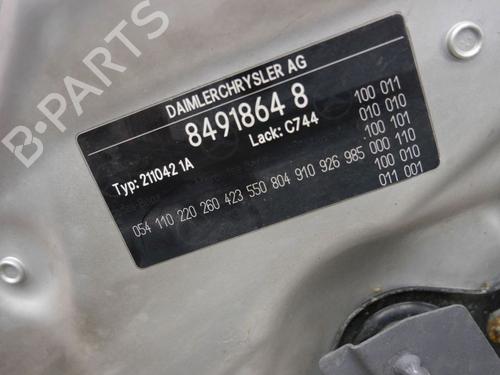 DAIMLERCHRYSLER AG
8491864 8
Lack: C744
Typ: 211042 1A
054 110 220 260 423 550 804 910 926 985
100 011
010 010
100 101
000 110
100 010
011 001
B-PARTS